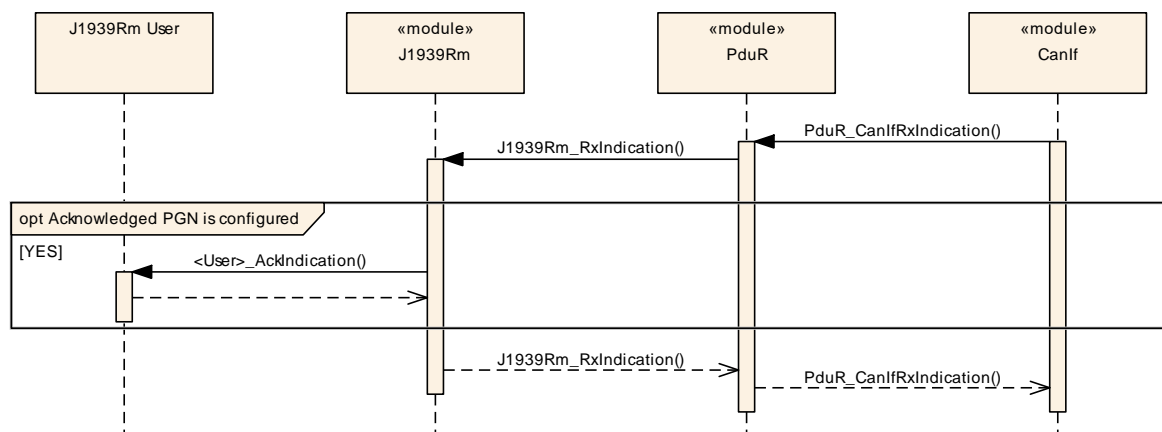 J1939Rm User
«module»
J1939Rm
«module»
PduR
«module»
CanIf
PduR_CanIfRxIndication()
J1939Rm_RxIndication()
opt Acknowledged PGN is configured
[YES]
<User>_AckIndication()
J1939Rm_RxIndication()
PduR_CanIfRxIndication()